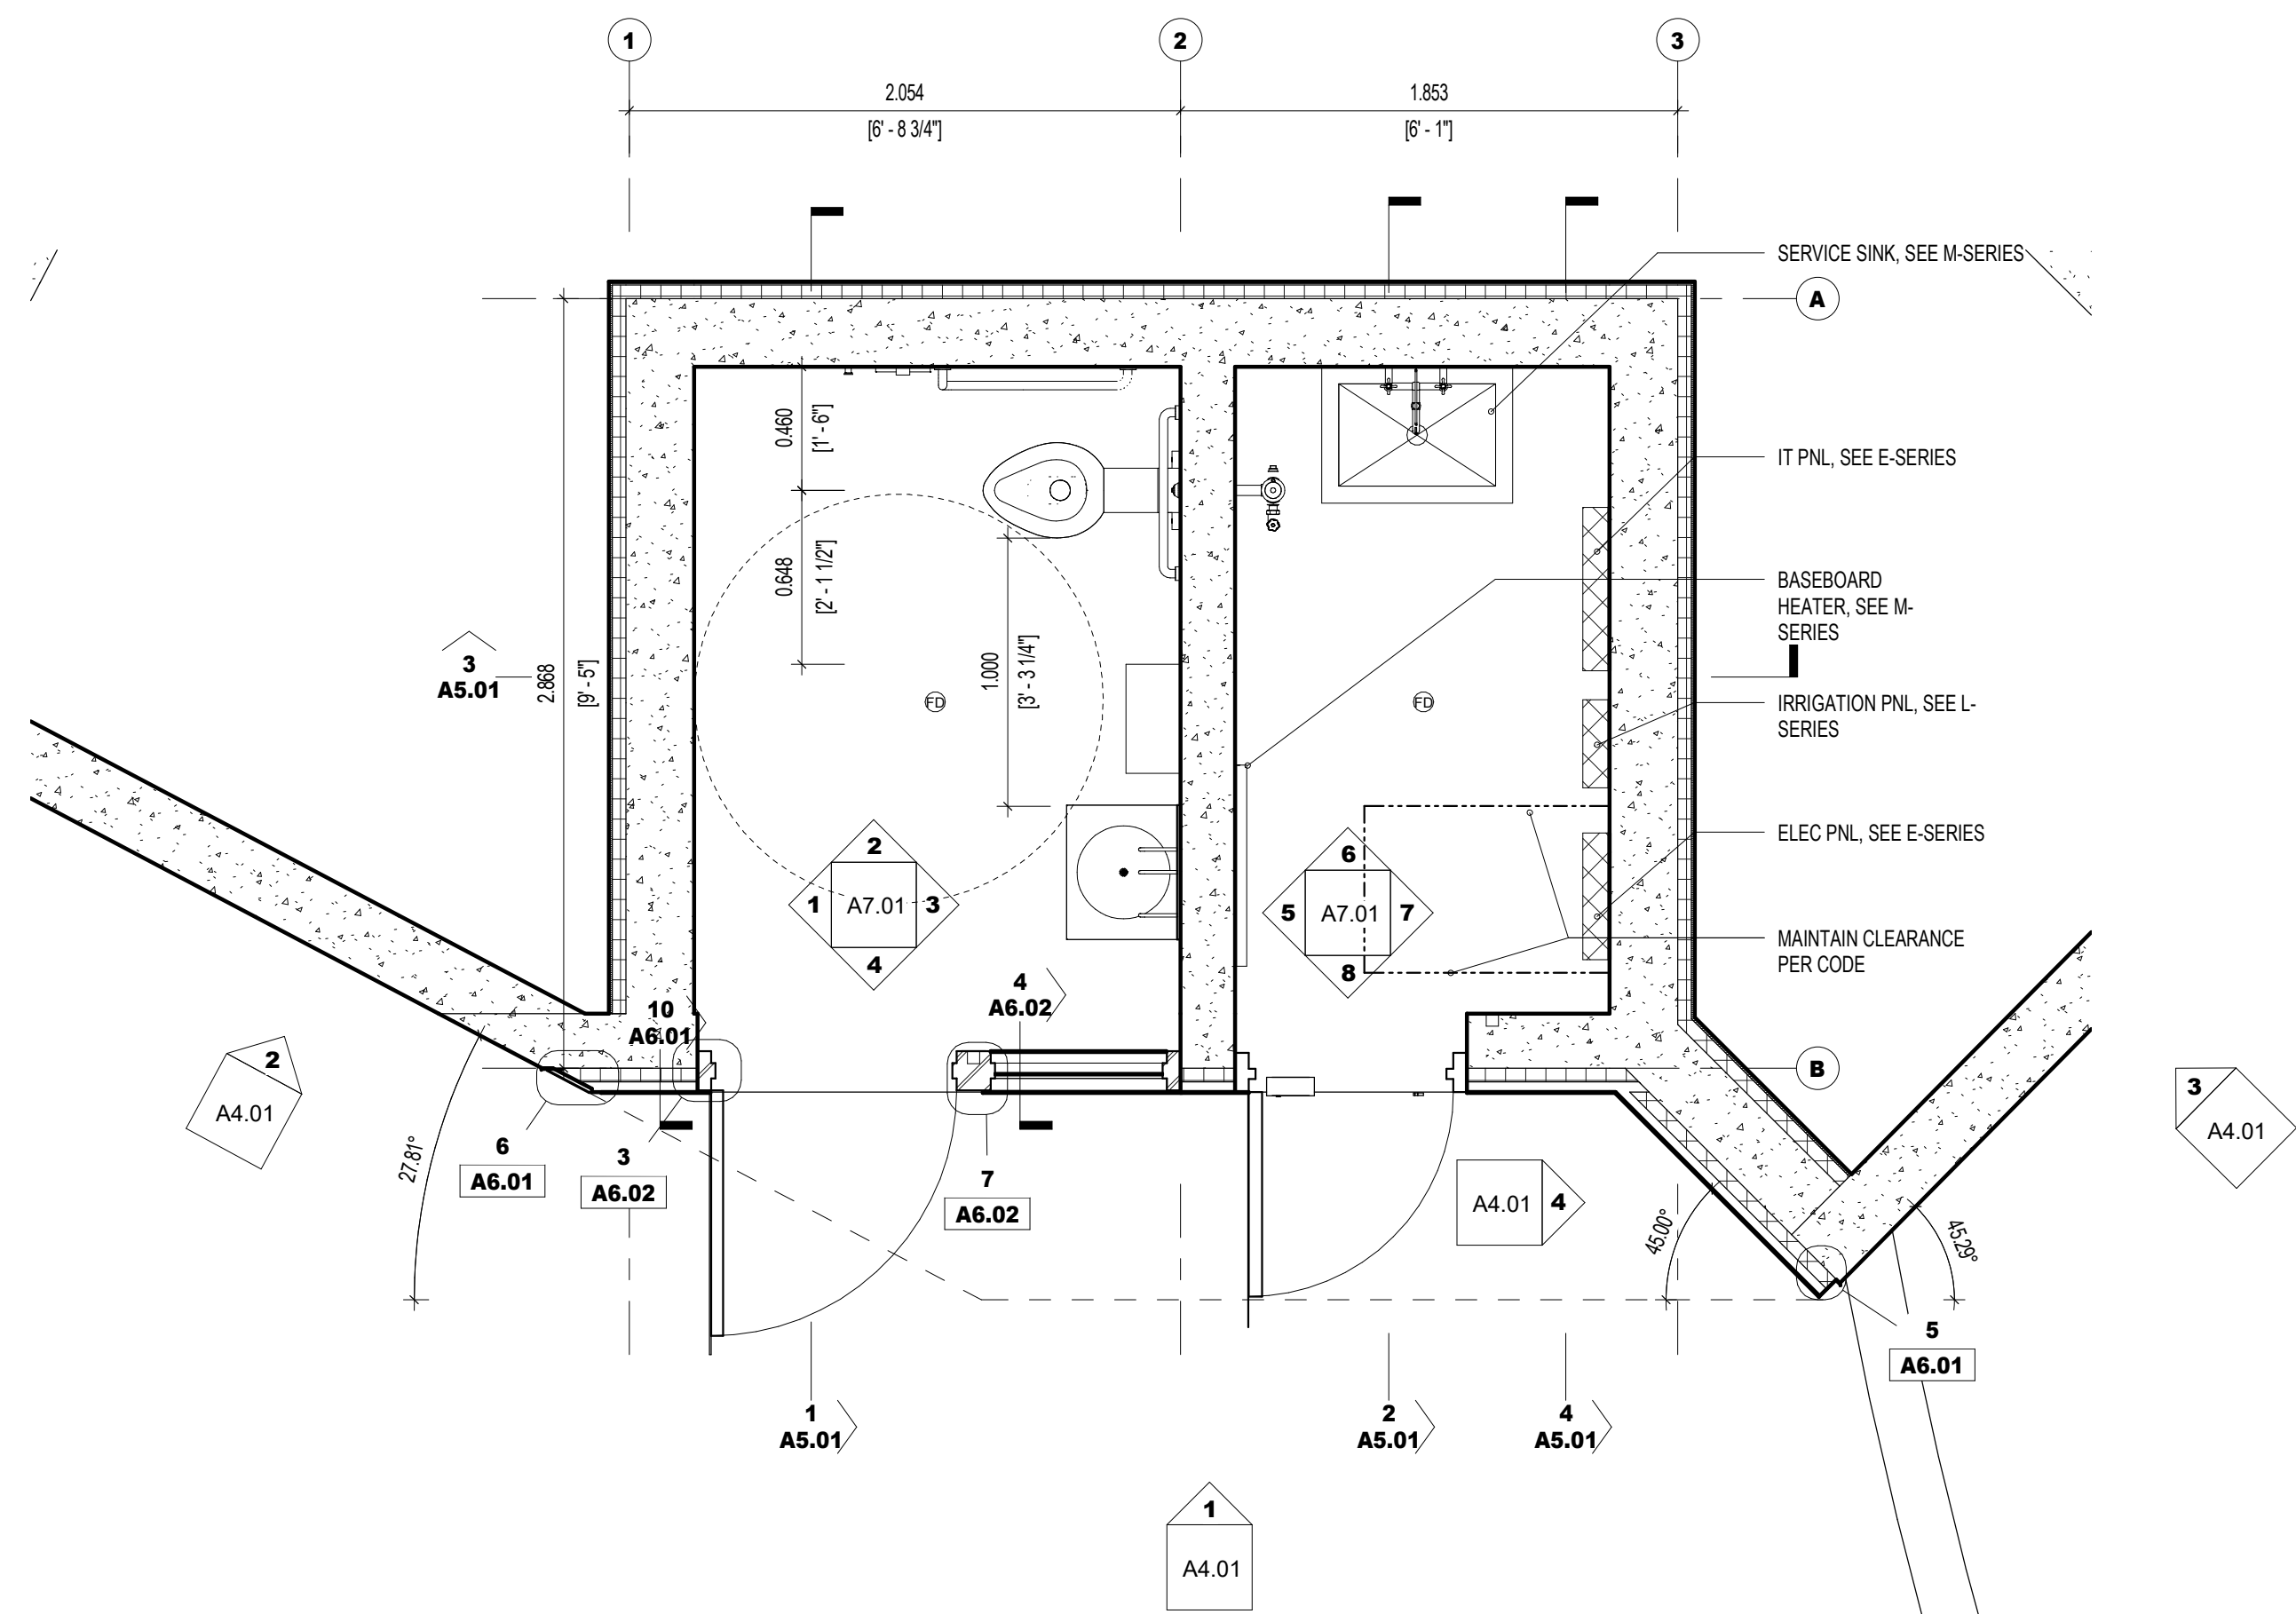 1
2
3
2.054
[6' - 8 3/4"]
1.853
[6' - 1"]
SERVICE SINK, SEE M-SERIES
A
0.460
[1' - 6"]
IT PNL, SEE E-SERIES
0.648
[2' - 1 1/2"]
BASEBOARD
HEATER, SEE M-
SERIES
3
A5.01
2.868
[9' - 5"]
1.000
[3' - 3 1/4"]
FD
FD
IRRIGATION PNL, SEE L-
SERIES
ELEC PNL, SEE E-SERIES
2
1
A7.01
3
4
6
5
A7.01
7
8
MAINTAIN CLEARANCE
PER CODE
10
A6.01
4
A6.02
B
2
A4.01
3
A4.01
27.81°
6
A6.01
3
A6.02
7
A6.02
A4.01
4
45.00°
45.29°
5
A6.01
1
A5.01
2
A5.01
4
A5.01
1
A4.01